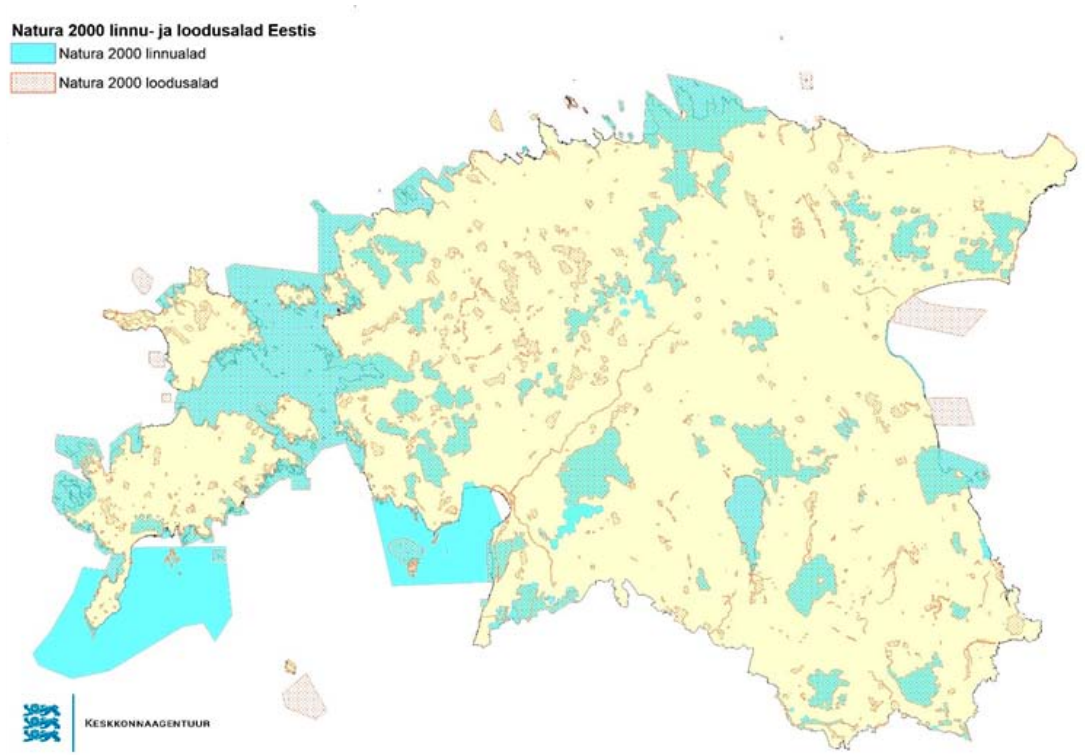 Natura 2000 linnu- ja loodusalad Eestis
Natura 2000 linnualad
Natura 2000 loodusalad
KESKKONNAAGENTUUR